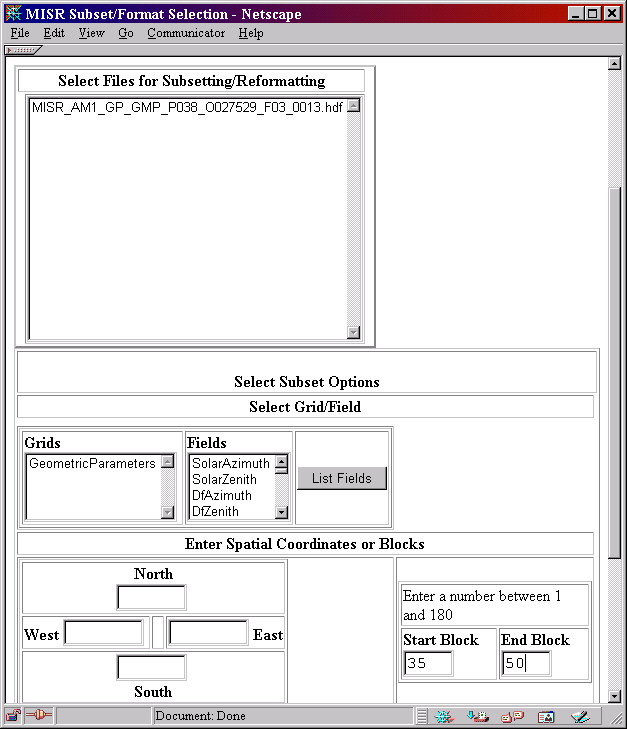 MISR Subset/Format Selection - Netscape
File Edit View Go Communicator Help
Select Files for Subsetting/Reformatting
MISR_AM1_GP_GMP_P038_O027529_F03_0013.hdf
Select Subset Options
Select Grid/Field
Grids
GeometricParameters
Fields
SolarAzimuth
SolarZenith
DfAzimuth
DfZenith
List Fields
Enter Spatial Coordinates or Blocks
North
West
East
South
Enter a number between 1
and 180
Start Block
End Block
35
50
Document: Done